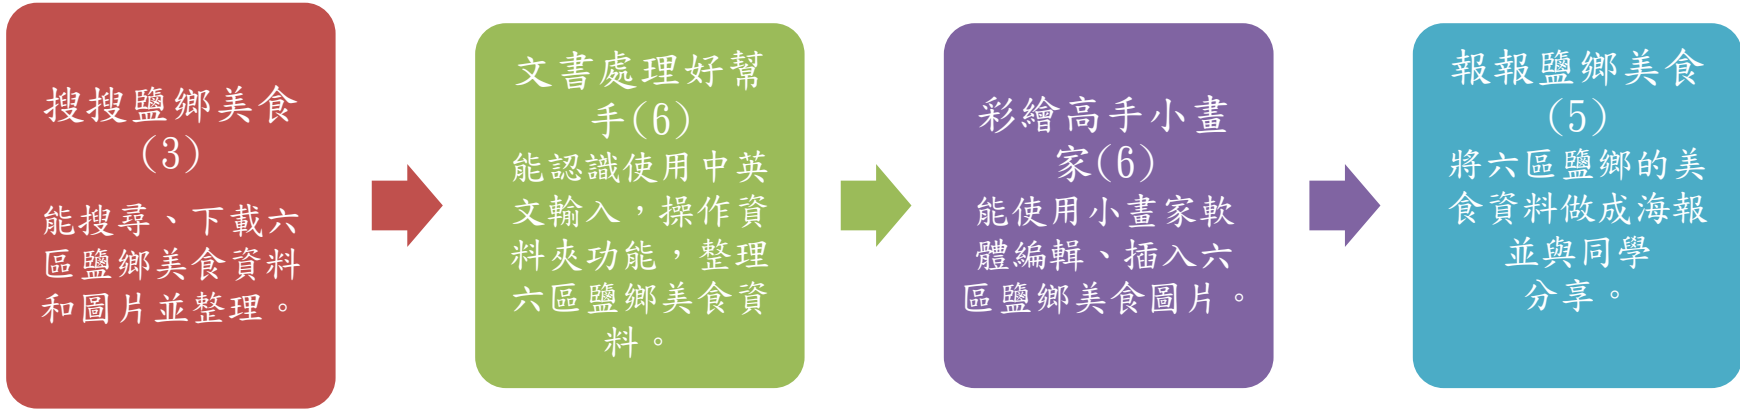 搜搜鹽鄉美食
(3)
能搜尋、下載六
區鹽鄉美食資料
和圖片並整理。
文書處理好幫
手(6)
能認識使用中英
文輸入，操作資
料夾功能，整理
六區鹽鄉美食資
料。
彩繪高手小畫
家(6)
能使用小畫家軟
體編輯、插入六
區鹽鄉美食圖片。
報報鹽鄉美食
(5)
將六區鹽鄉的美
食資料做成海報
並與同學
分享。